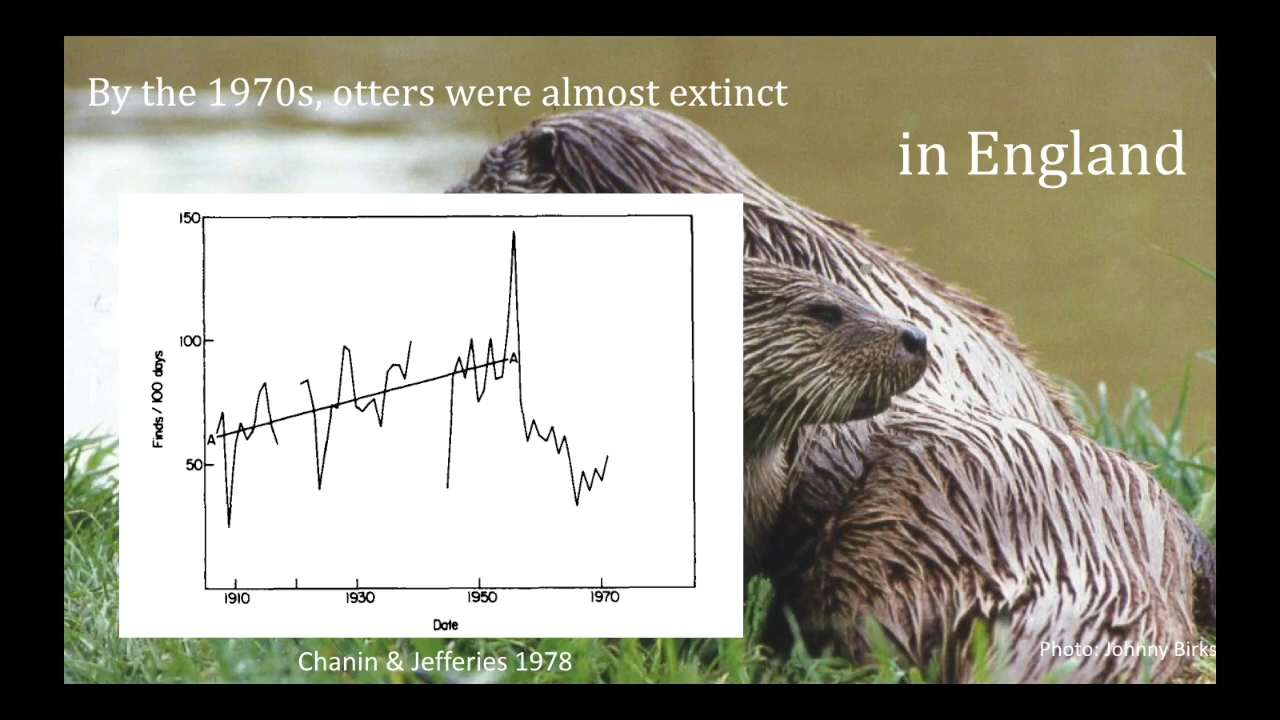 By the 1970s, otters were almost extinct
in England
150
100
50
Finds / 100 days
A
A
1910
1930
1950
1970
Date
Chanin & Jefferies 1978
Photo: Johnny Birks